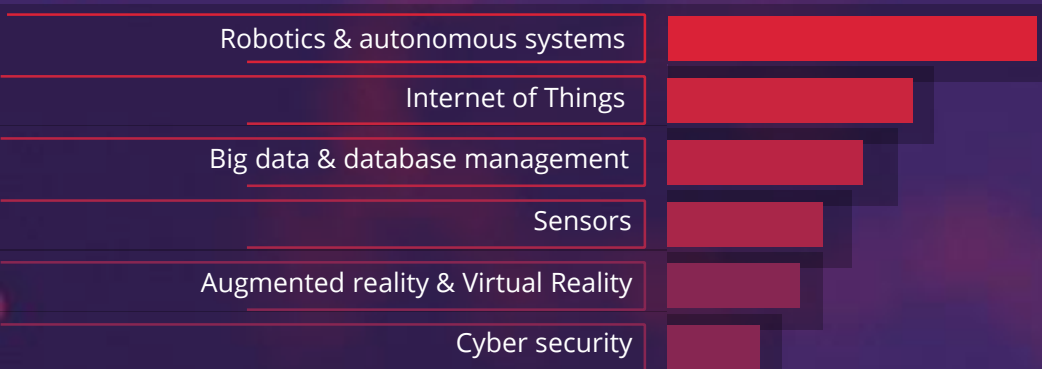 Robotics & autonomous systems
Internet of Things
Big data & database management
Sensors
Augmented reality & Virtual Reality
Cyber security